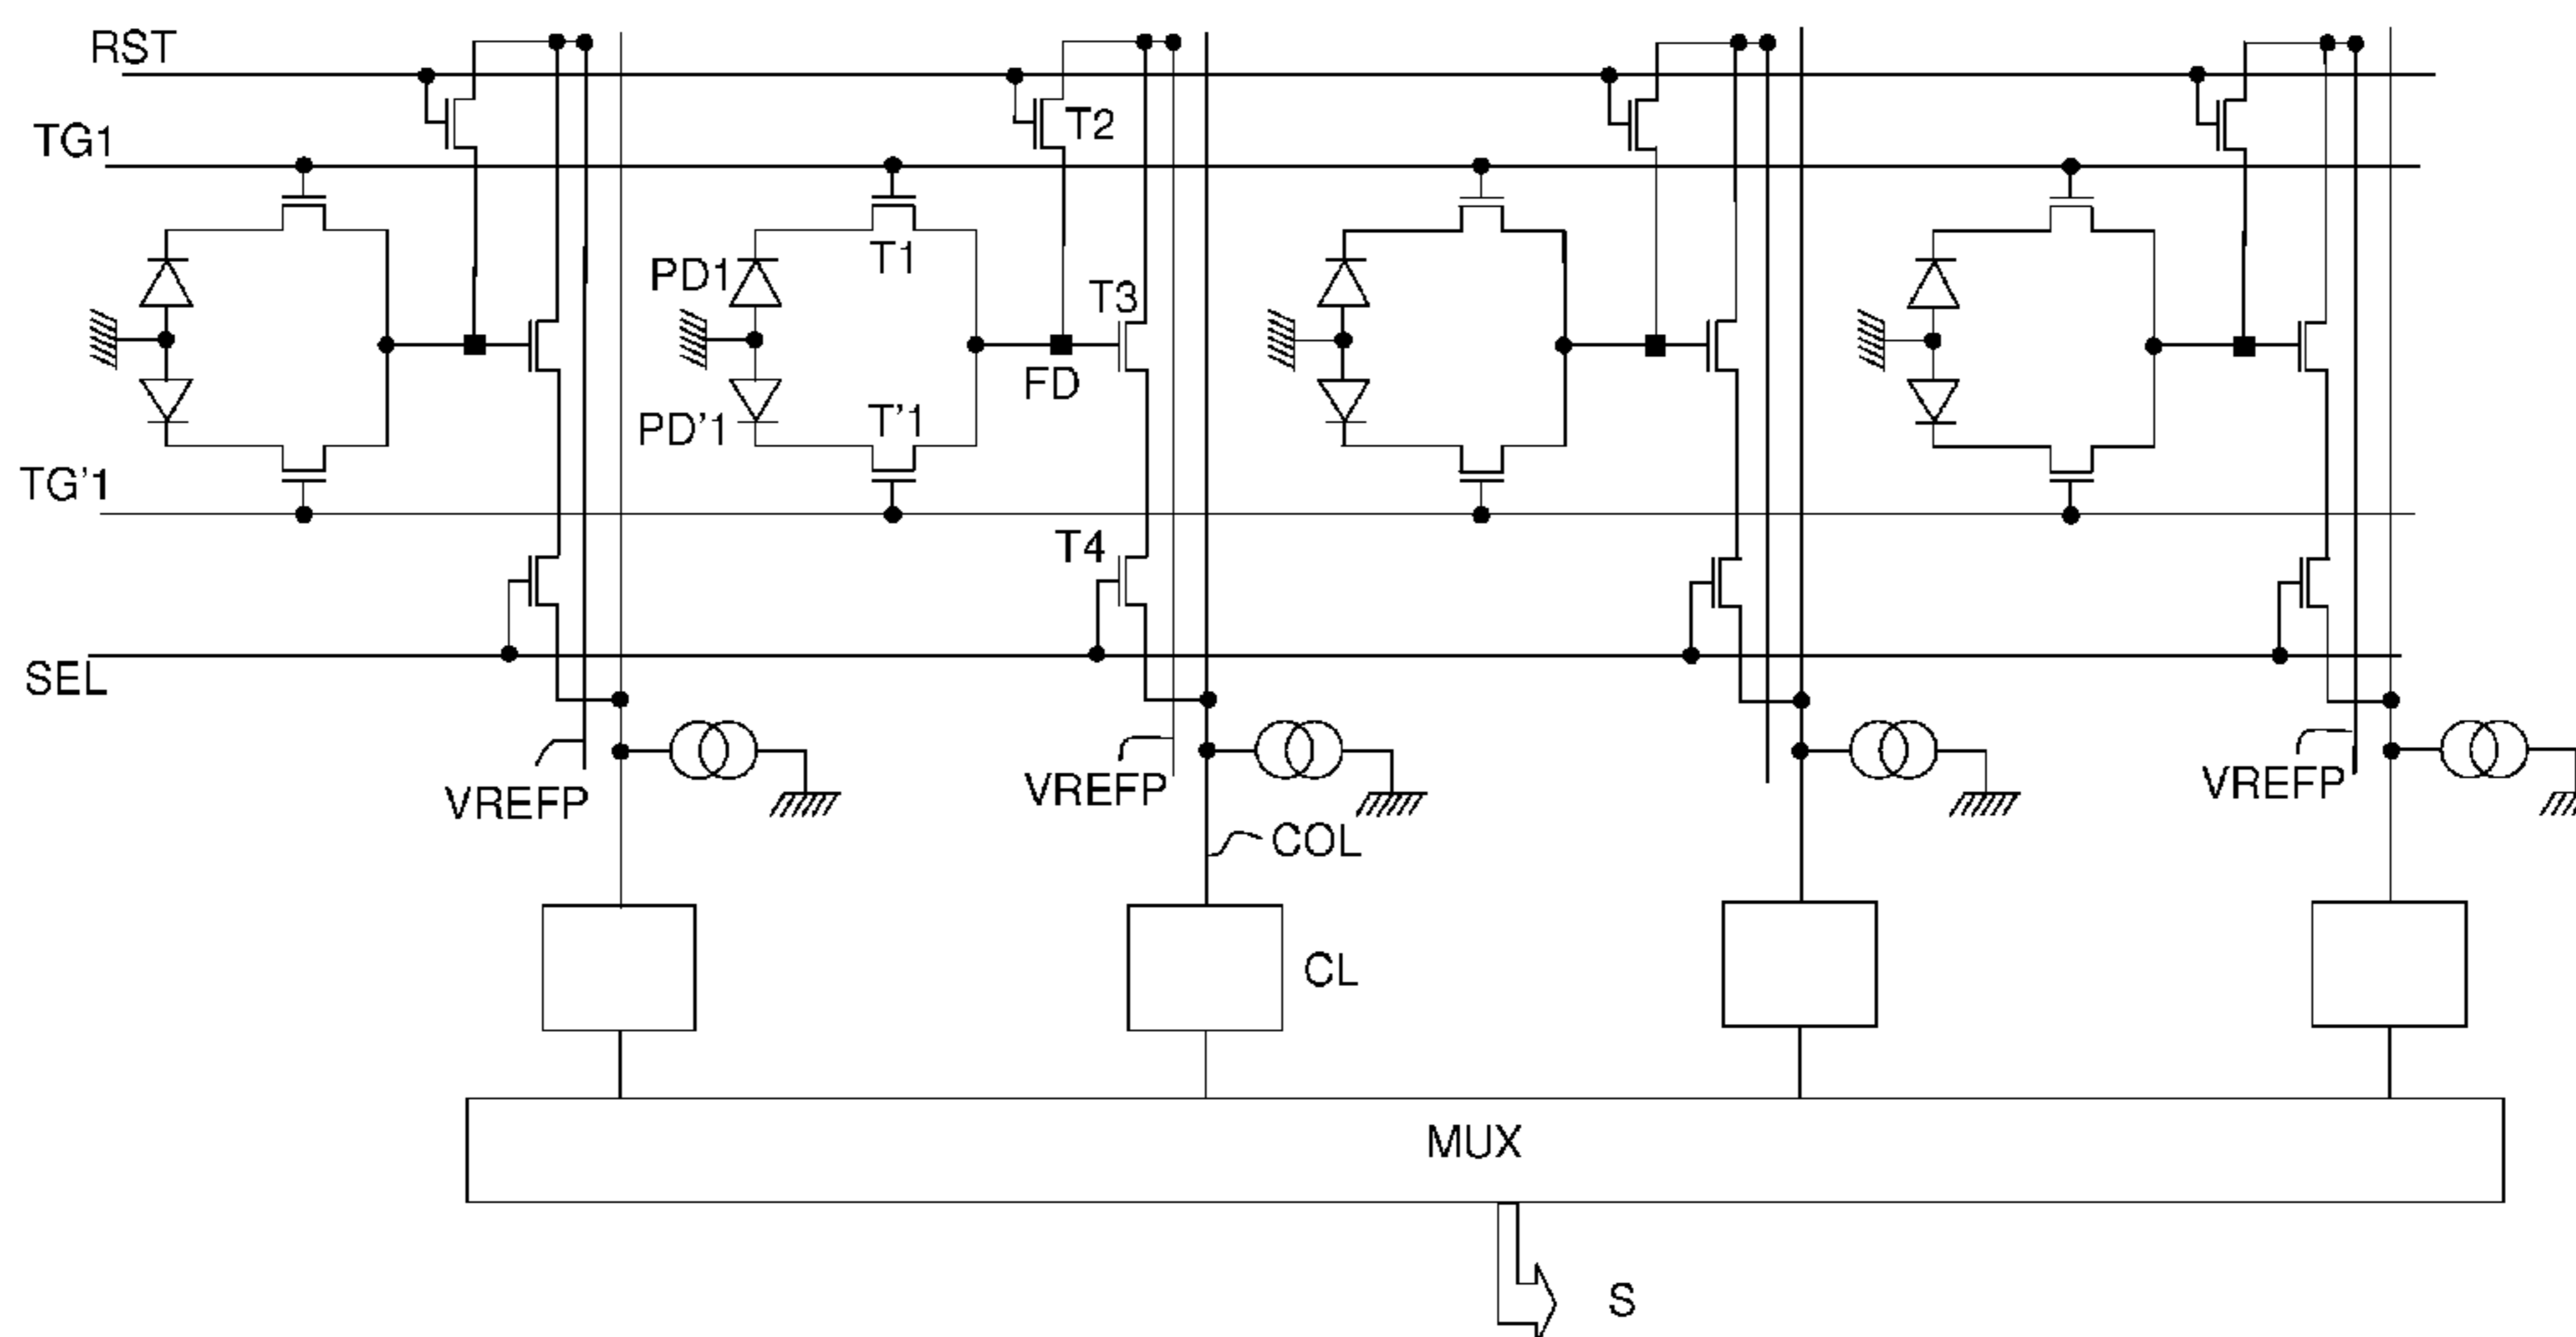 RST
T2
TG1
T1
PD1
T3
FD
T'1
PD'1
TG'1
T4
SEL
VREFP
VREFP
VREFP
COL
CL
MUX
S